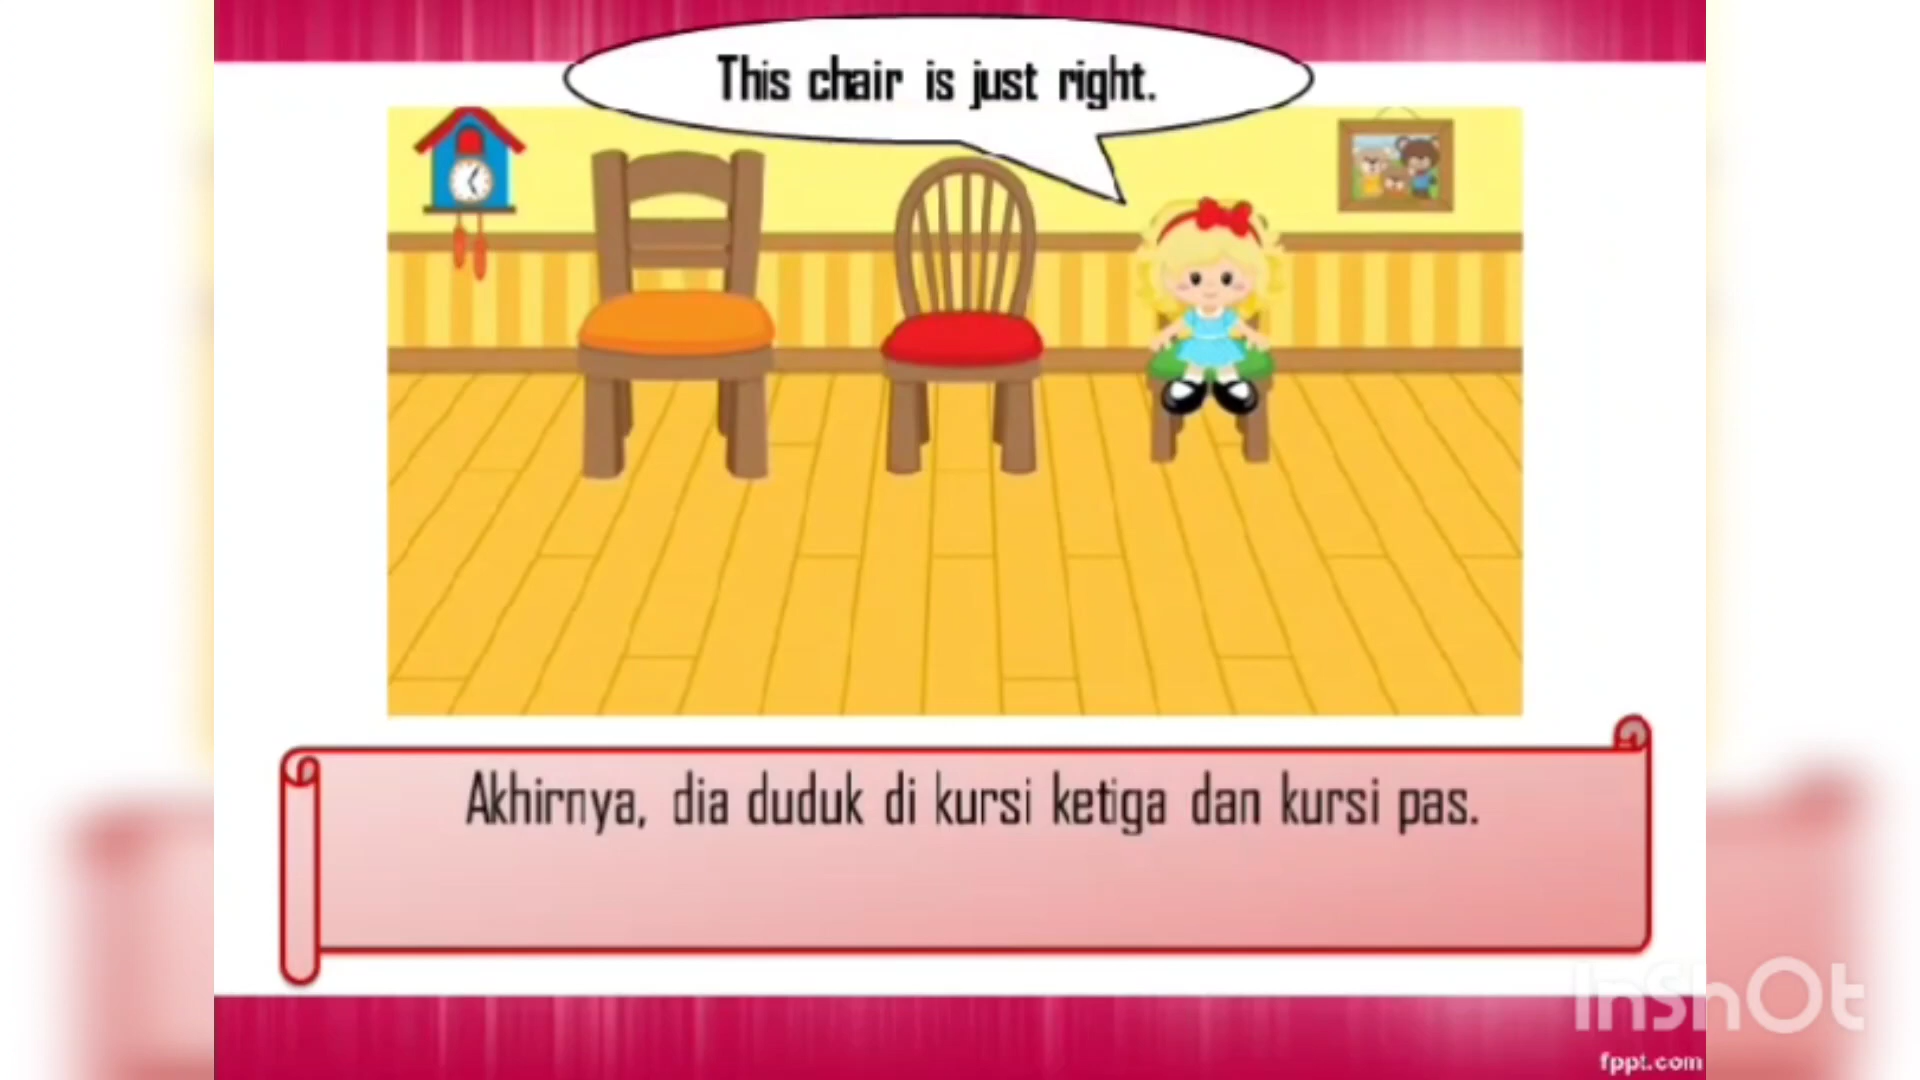 This chair is just right.
Akhirnya, dia duduk di kursi ketiga dan kursi pas.
InShOt
fppt.com